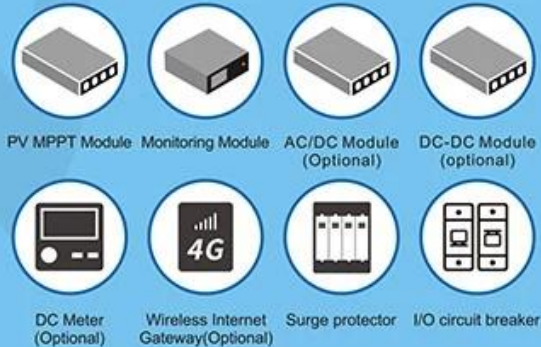 PV MPPT Module Monitoring Module AC/DC Module DC-DC Module
(Optional) (optional)
4G
DC Meter Wireless Internet Surge protector I/O circuit breaker
(Optional) Gateway(Optional)